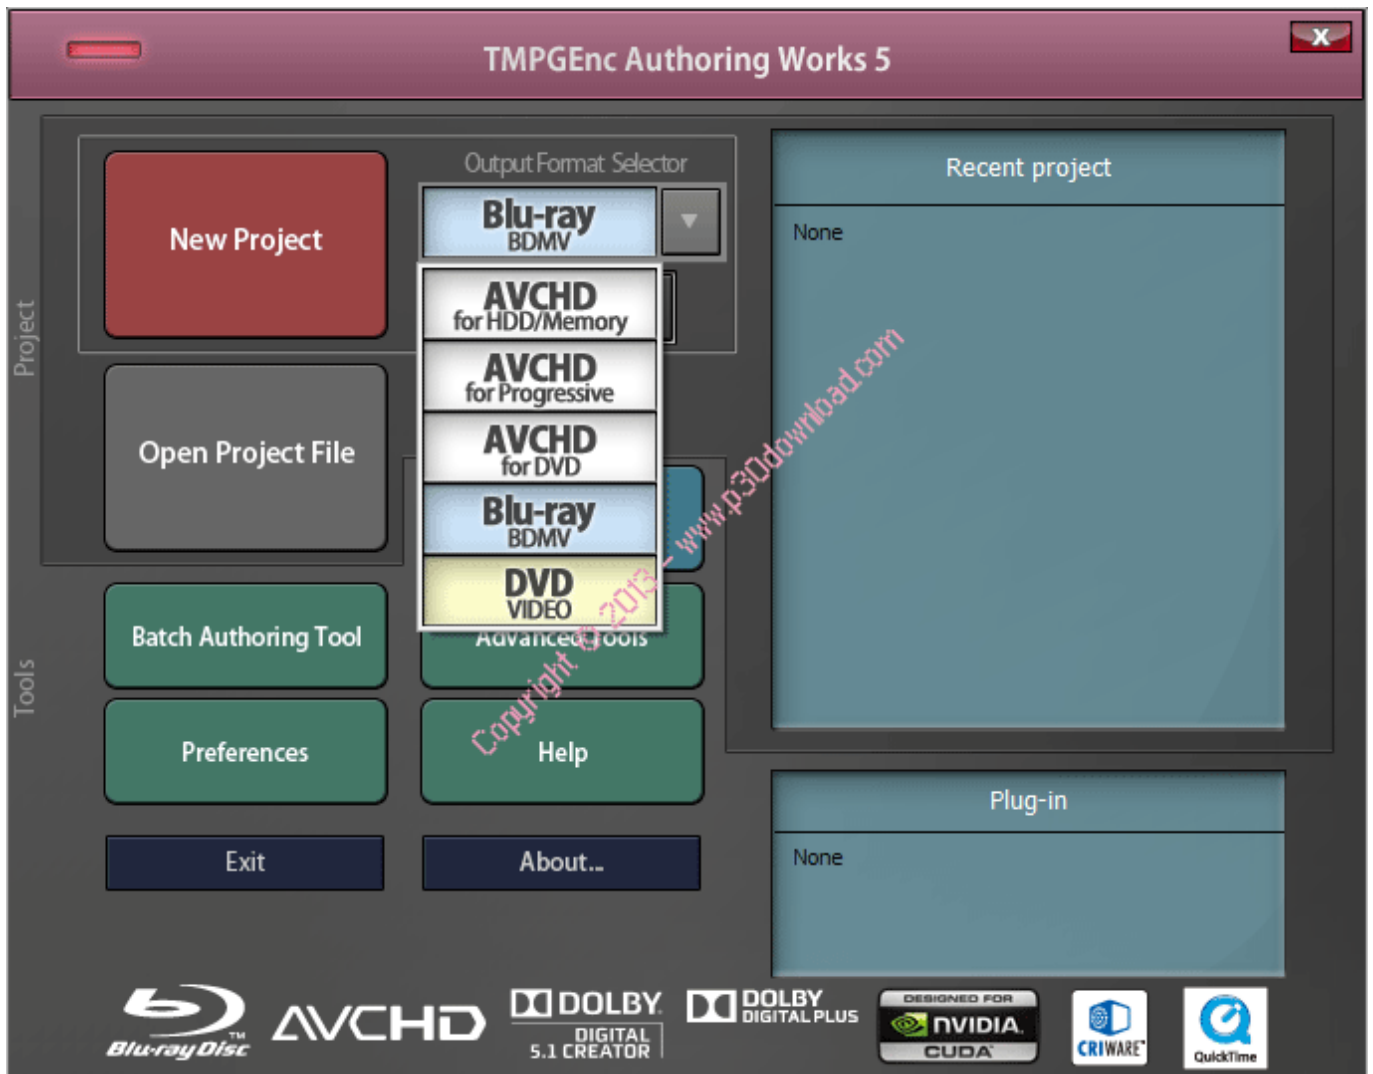 TMPGEnc Authoring Works 5
X
Project
New Project
Output Format Selector
Blu-ray
BDMV
AVCHD
for HDD/Memory
AVCHD
for Progressive
AVCHD
for DVD
Blu-ray
BDMV
DVD
VIDEO
Open Project File
Recent project
None
Tools
Batch Authoring Tool
Advanced Tools
Preferences
Help
Exit
About...
Plug-in
None
Copyright © 2013 - www.p30download.com
Blu-ray Disc™
AVCHD
DOLBY
DIGITAL
5.1 CREATOR
DOLBY
DIGITAL PLUS
DESIGNED FOR
NVIDIA
CUDA
CRIWARE™
QuickTime